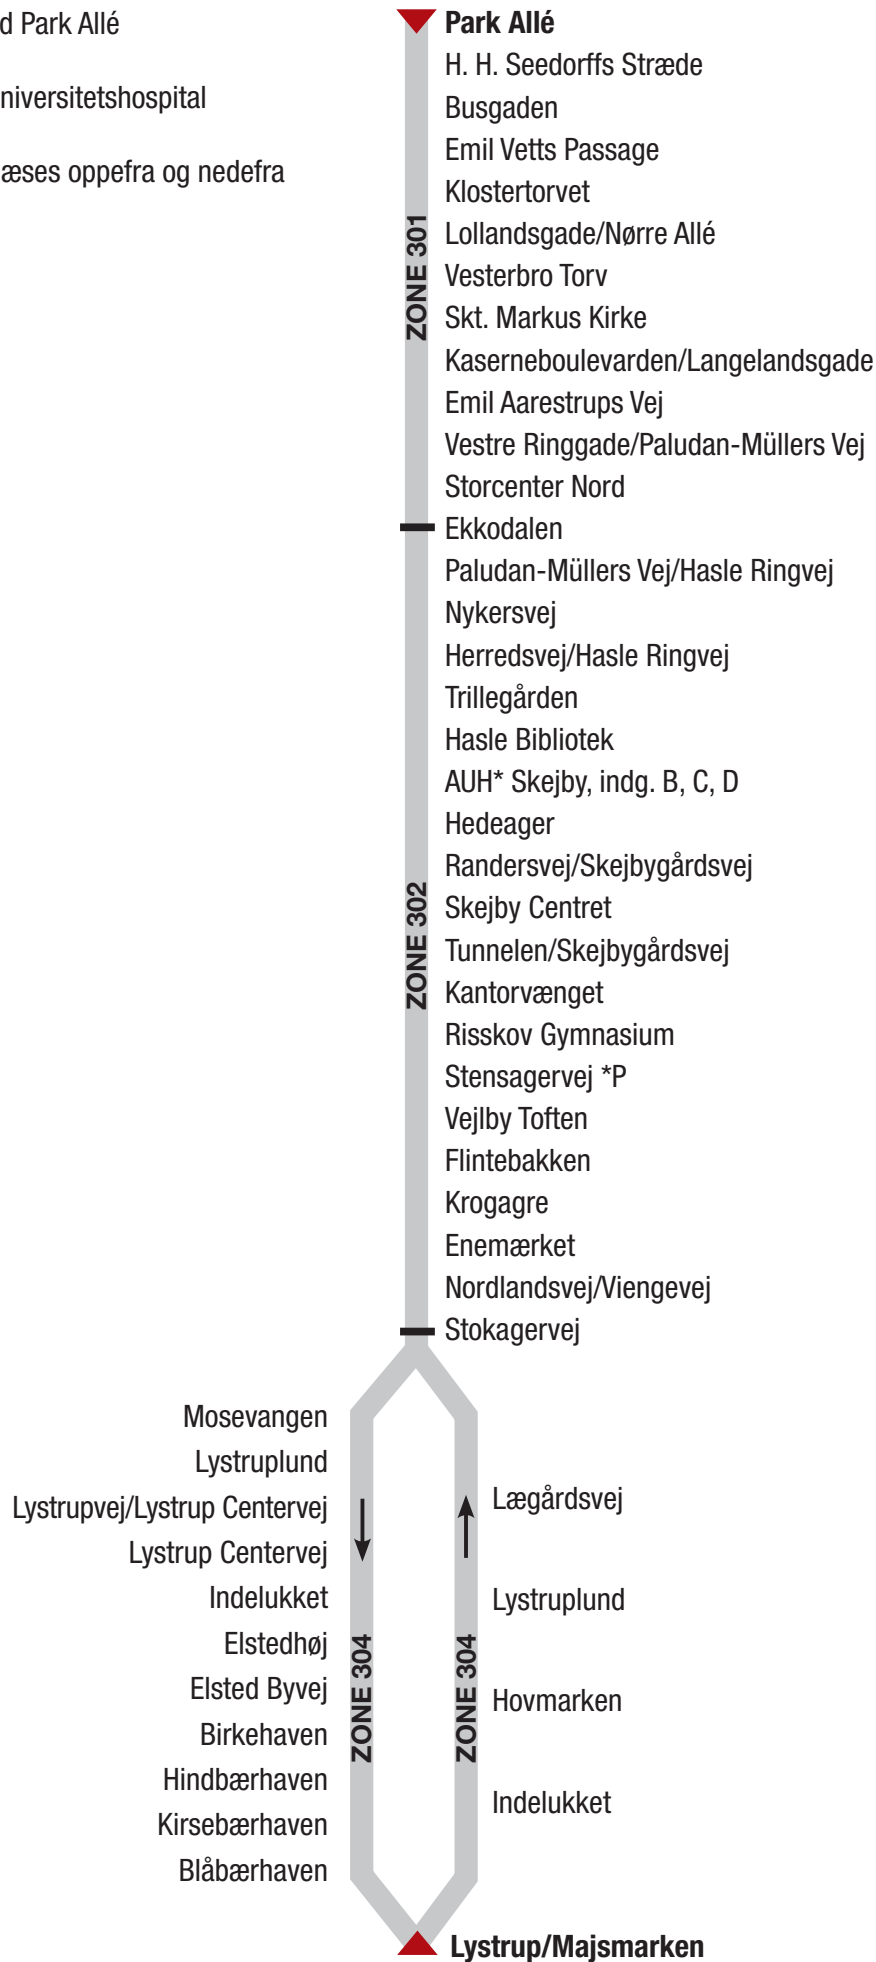 d Park Allé
niversitetshospital
æses oppefra og nedefra
Park Allé
H. H. Seedorffs Stræde
Busgaden
Emil Vetts Passage
Klostertorvet
Lollandsgade/Nørre Allé
Vesterbro Torv
Skt. Markus Kirke
Kaserneboulevarden/Langelandsgade
Emil Aarestrups Vej
Vestre Ringgade/Paludan-Müllers Vej
Storcenter Nord
ZONE 301
Ekkodalen
Paludan-Müllers Vej/Hasle Ringvej
Nykersvej
Herredsvej/Hasle Ringvej
Trillegården
Hasle Bibliotek
AUH* Skejby, indg. B, C, D
Hedeager
Randersvej/Skejbygårdsvej
Skejby Centret
Tunnelen/Skejbygårdsvej
Kantorvænget
Risskov Gymnasium
Stensagervej *P
Vejlby Toften
Flintebakken
Krogagre
Enemærket
Nordlandsvej/Viengevej
Stokagervej
ZONE 302
Mosevangen
Lystruplund
Lystrupvej/Lystrup Centervej
Lystrup Centervej
Indelukket
Elstedhøj
Elsted Byvej
Birkehaven
Hindbærhaven
Kirsebærhaven
Blåbærhaven
ZONE 304
ZONE 304
Lægårdsvej
Lystruplund
Hovmarken
Indelukket
Lystrup/Majsmarken